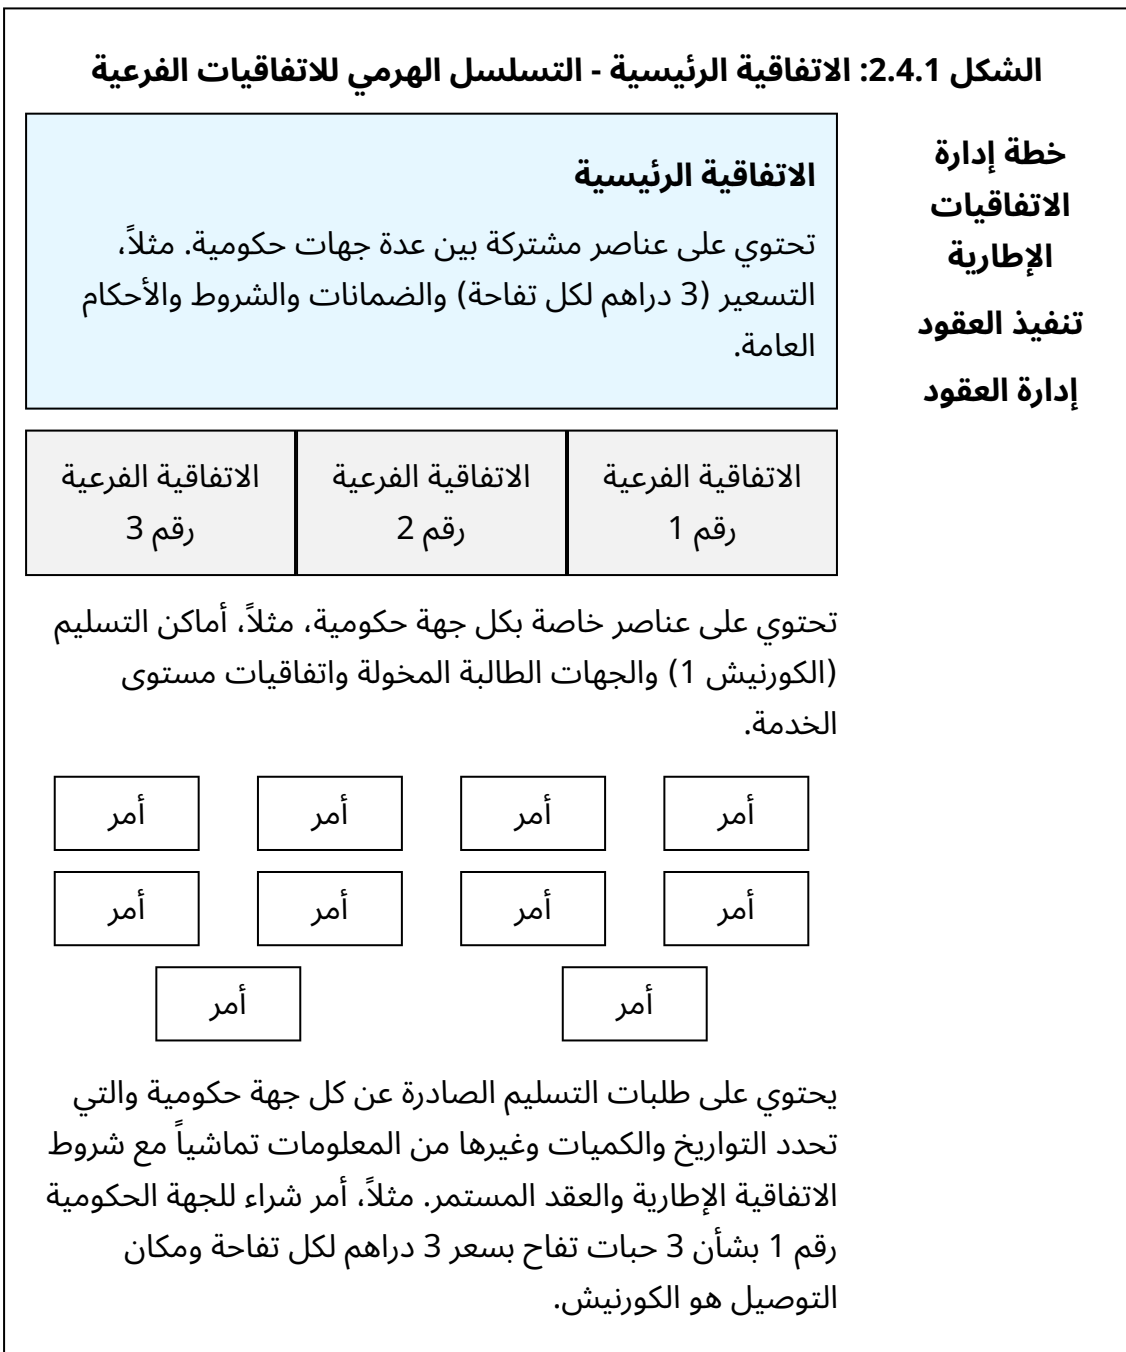 الشكل 2.4.1: الاتفاقية الرئيسية - التسلسل الهرمي للاتفاقيات الفرعية
خطة إدارة
الاتفاقيات
الإطارية
تنفيذ العقود
إدارة العقود
الاتفاقية الرئيسية
تحتوي على عناصر مشتركة بين عدة جهات حكومية. مثلاً،
التسعير (3 دراهم لكل تفاحة) والضمانات والشروط والأحكام
العامة.
الاتفاقية الفرعية
رقم 1
الاتفاقية الفرعية
رقم 2
الاتفاقية الفرعية
رقم 3
تحتوي على عناصر خاصة بكل جهة حكومية، مثلاً، أماكن التسليم
(الكورنيش 1) والجهات الطالبة المخولة واتفاقيات مستوى
الخدمة.
أمر
أمر
أمر
أمر
أمر
أمر
أمر
أمر
أمر
أمر
يحتوي على طلبات التسليم الصادرة عن كل جهة حكومية والتي
تحدد التواريخ والكميات وغيرها من المعلومات تماشياً مع شروط
الاتفاقية الإطارية والعقد المستمر. مثلاً، أمر شراء للجهة الحكومية
رقم 1 بشأن 3 حبات تفاح بسعر 3 دراهم لكل تفاحة ومكان
التوصيل هو الكورنيش.